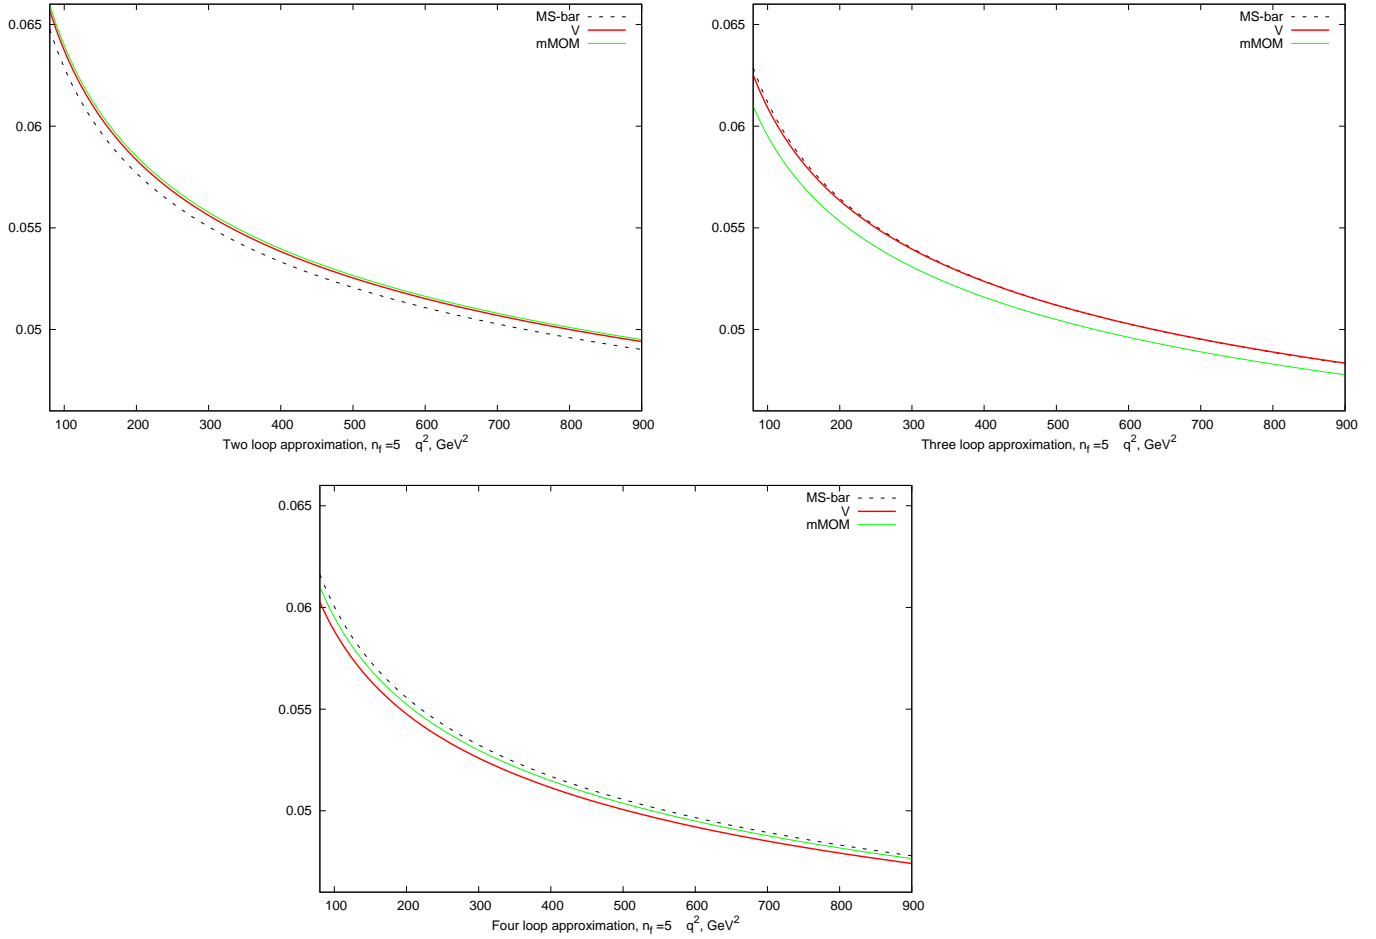 0.065
0.06
0.055
0.05
MS-bar
V
mMOM
100 200 300 400 500 600 700 800 900
Two loop approximation, n_f =5 q^2, GeV^2
0.065
0.06
0.055
0.05
MS-bar
V
mMOM
100 200 300 400 500 600 700 800 900
Three loop approximation, n_f =5 q^2, GeV^2
0.065
0.06
0.055
0.05
MS-bar
V
mMOM
100 200 300 400 500 600 700 800 900
Four loop approximation, n_f =5 q^2, GeV^2